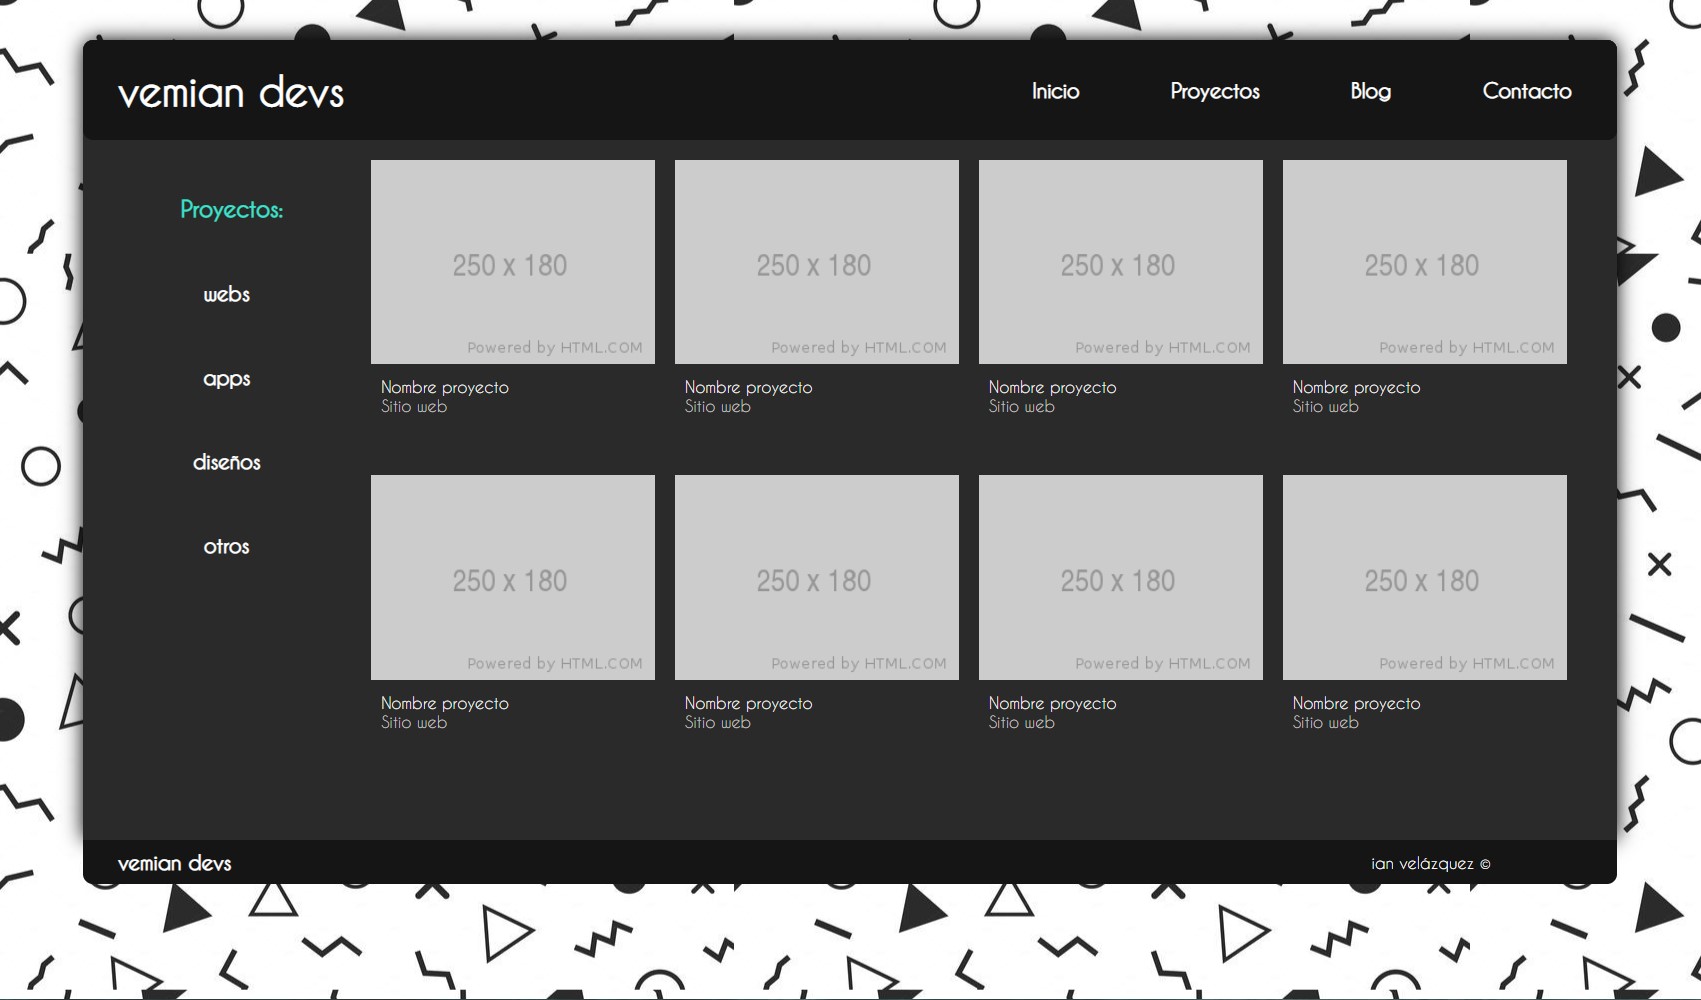 vemian devs
Inicio Proyectos Blog Contacto
Proyectos:
webs
apps
diseños
otros
250 x 180
Powered by HTML.COM
Nombre proyecto
Sitio web
250 x 180
Powered by HTML.COM
Nombre proyecto
Sitio web
250 x 180
Powered by HTML.COM
Nombre proyecto
Sitio web
250 x 180
Powered by HTML.COM
Nombre proyecto
Sitio web
250 x 180
Powered by HTML.COM
Nombre proyecto
Sitio web
250 x 180
Powered by HTML.COM
Nombre proyecto
Sitio web
250 x 180
Powered by HTML.COM
Nombre proyecto
Sitio web
250 x 180
Powered by HTML.COM
Nombre proyecto
Sitio web
vemian devs
ian velázquez ©